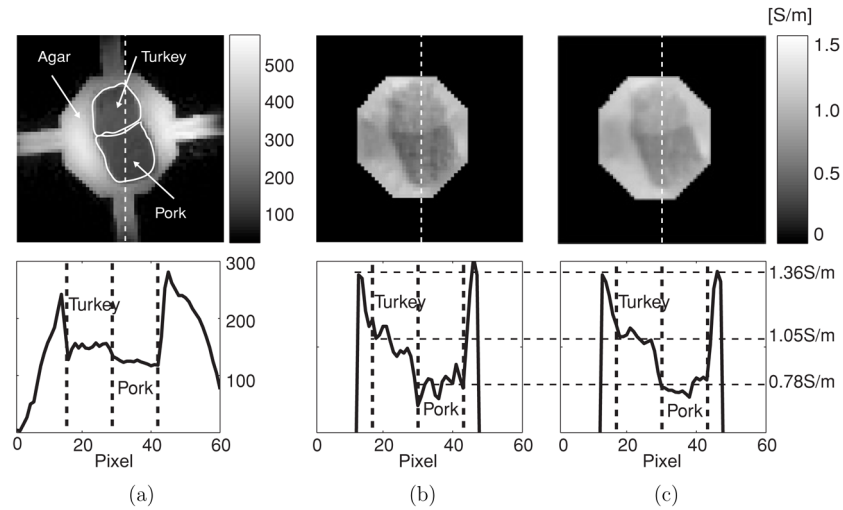 [S/m]
Agar
Turkey
Pork
500
400
300
200
100
1.5
1.0
0.5
0
300
200
100
Turkey
Pork
0
20
40
60
Pixel
Turkey
Pork
0
20
40
60
Pixel
Turkey
Pork
0
20
40
60
Pixel
1.36S/m
1.05S/m
0.78S/m
(a)
(b)
(c)